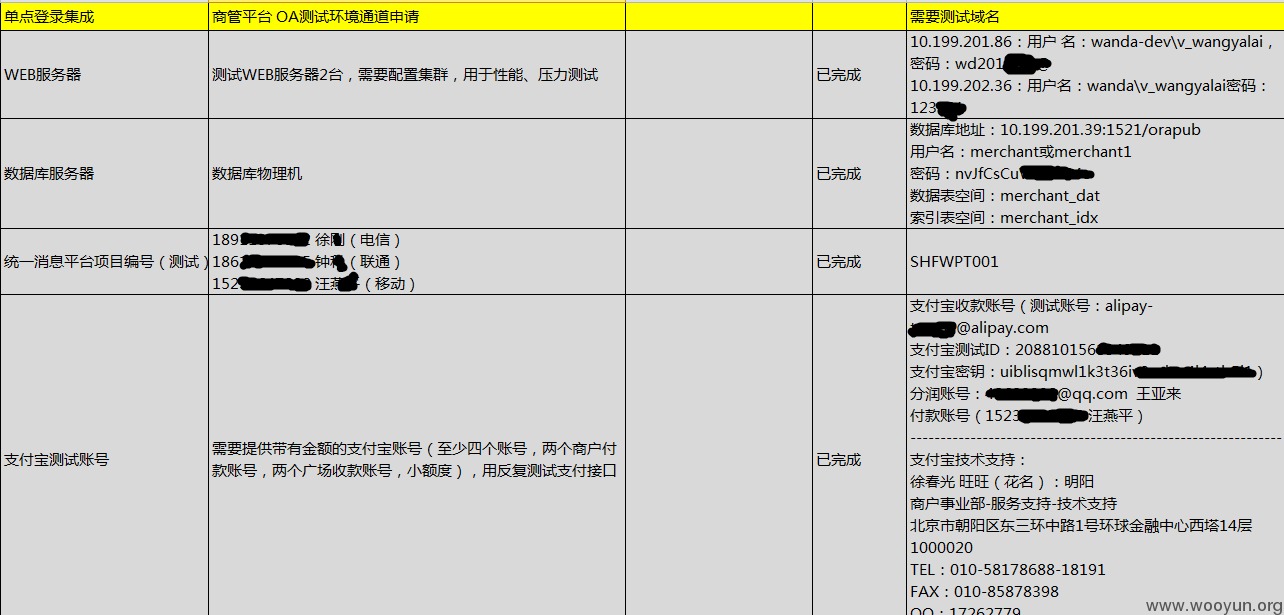 单点登录集成
商管平台 OA测试环境通道申请
需要测试域名
WEB服务器
测试WEB服务器2台，需要配置集群，用于性能、压力测试
已完成
10.199.201.86：用户 名：wanda-dev\v_wangyalai，
密码：wd201
10.199.202.36：用户名：wanda\v_wangyalai密码：
123
数据库服务器
数据库物理机
已完成
数据库地址：10.199.201.39:1521/orapub
用户名：merchant或merchant1
密码：nvJfCsCu
数据表空间：merchant_dat
索引表空间：merchant_idx
统一消息平台项目编号（测试）
189 徐（电信）
186 钟（联通）
152 汪燕（移动）
已完成
SHFWPT001
支付宝测试账号
需要提供带有金额的支付宝账号（至少四个账号，两个商户付
款账号，两个广场收款账号，小额度），用反复测试支付接口
已完成
支付宝收款账号（测试账号：alipay-
@alipay.com
支付宝测试ID：208810156
支付宝密钥：uiblisqmwl1k3t36i）
分润账号：@qq.com 王亚来
付款账号（1523汪燕平）
支付宝技术支持：
徐春光 旺旺（花名）：明阳
商户事业部-服务支持-技术支持
北京市朝阳区东三环中路1号环球金融中心西塔14层
1000020
TEL：010-58178688-18191
FAX：010-85878398
QQ：17262779
www.wooyun.org